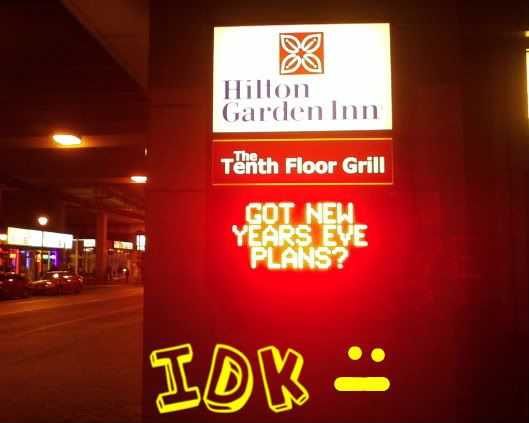 Hilton
Garden Inn
The
Tenth Floor Grill
GOT NEW
YEARS EVE
PLANS?
IDK